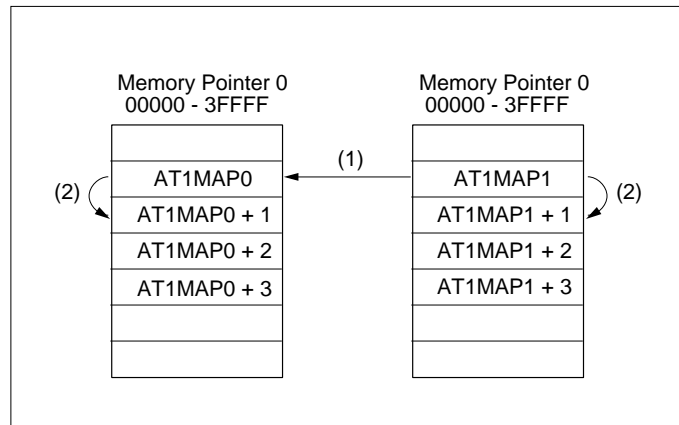 Memory Pointer 0
00000 - 3FFFF
Memory Pointer 0
00000 - 3FFFF
(1)
(2)
AT1MAP0
AT1MAP0 + 1
AT1MAP0 + 2
AT1MAP0 + 3
AT1MAP1
AT1MAP1 + 1
AT1MAP1 + 2
AT1MAP1 + 3
(2)